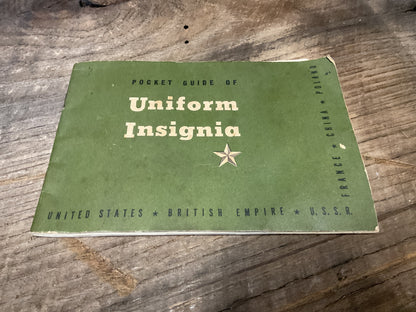 POCKET GUIDE OF
Uniform
Insignia
UNITED STATES ★ BRITISH EMPIRE ★ U.S.S.R.
FRANCE ★ CHINA ★ POLAND